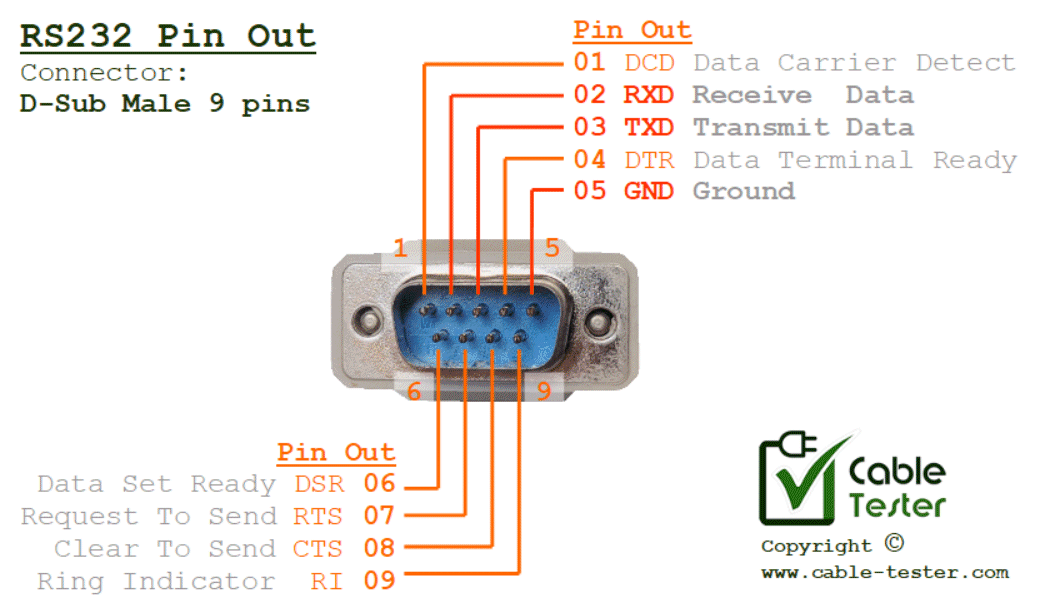 RS232 Pin Out
Connector:
D-Sub Male 9 pins
Pin Out
01 DCD Data Carrier Detect
02 RXD Receive Data
03 TXD Transmit Data
04 DTR Data Terminal Ready
05 GND Ground
1 5
6 9
Pin Out
Data Set Ready DSR 06
Request To Send RTS 07
Clear To Send CTS 08
Ring Indicator RI 09
Cable
Tester
Copyright ©
www.cable-tester.com